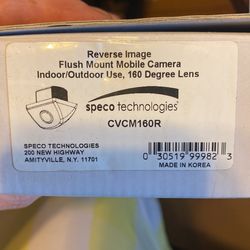 Reverse Image
Flush Mount Mobile Camera
Indoor/Outdoor Use, 160 Degree Lens
speco technologies
CVCM160R
SPECO TECHNOLOGIES
200 NEW HIGHWAY
AMITYVILLE, N.Y. 11701
0 30519 99982 3
MADE IN KOREA